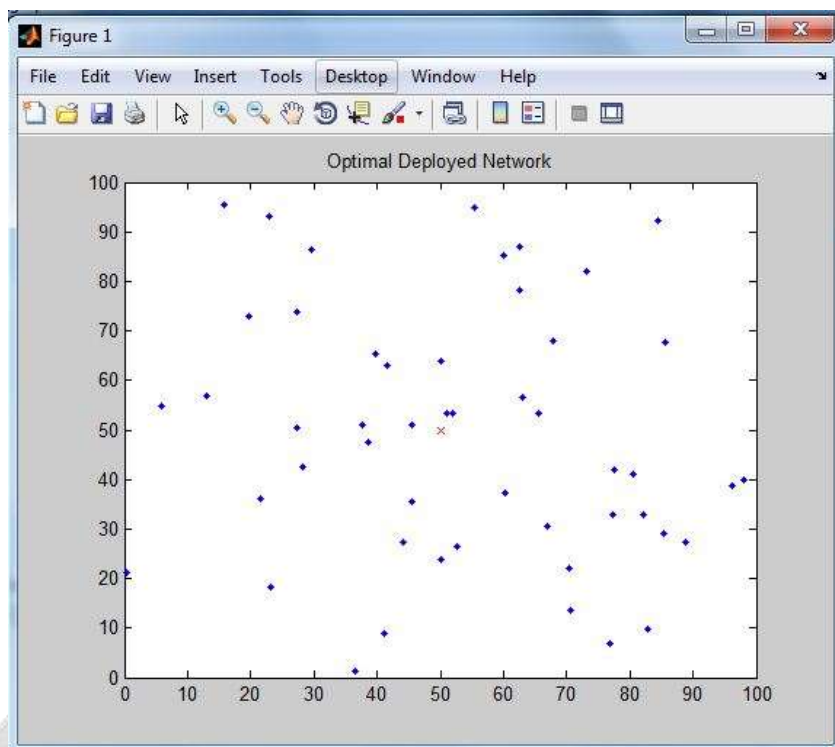 Figure 1
File Edit View Insert Tools Desktop Window Help
Optimal Deployed Network
100
90
80
70
60
50
40
30
20
10
0
0 10 20 30 40 50 60 70 80 90 100